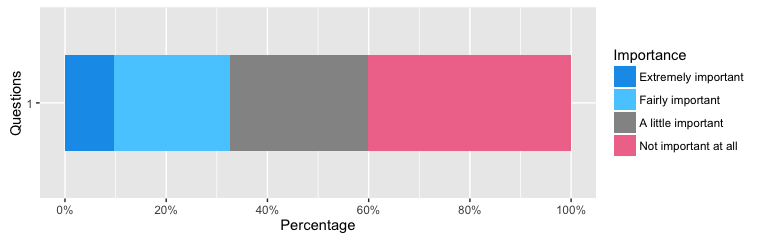 Questions
1
0%
20%
40%
60%
80%
100%
Percentage
Importance
Extremely important
Fairly important
A little important
Not important at all